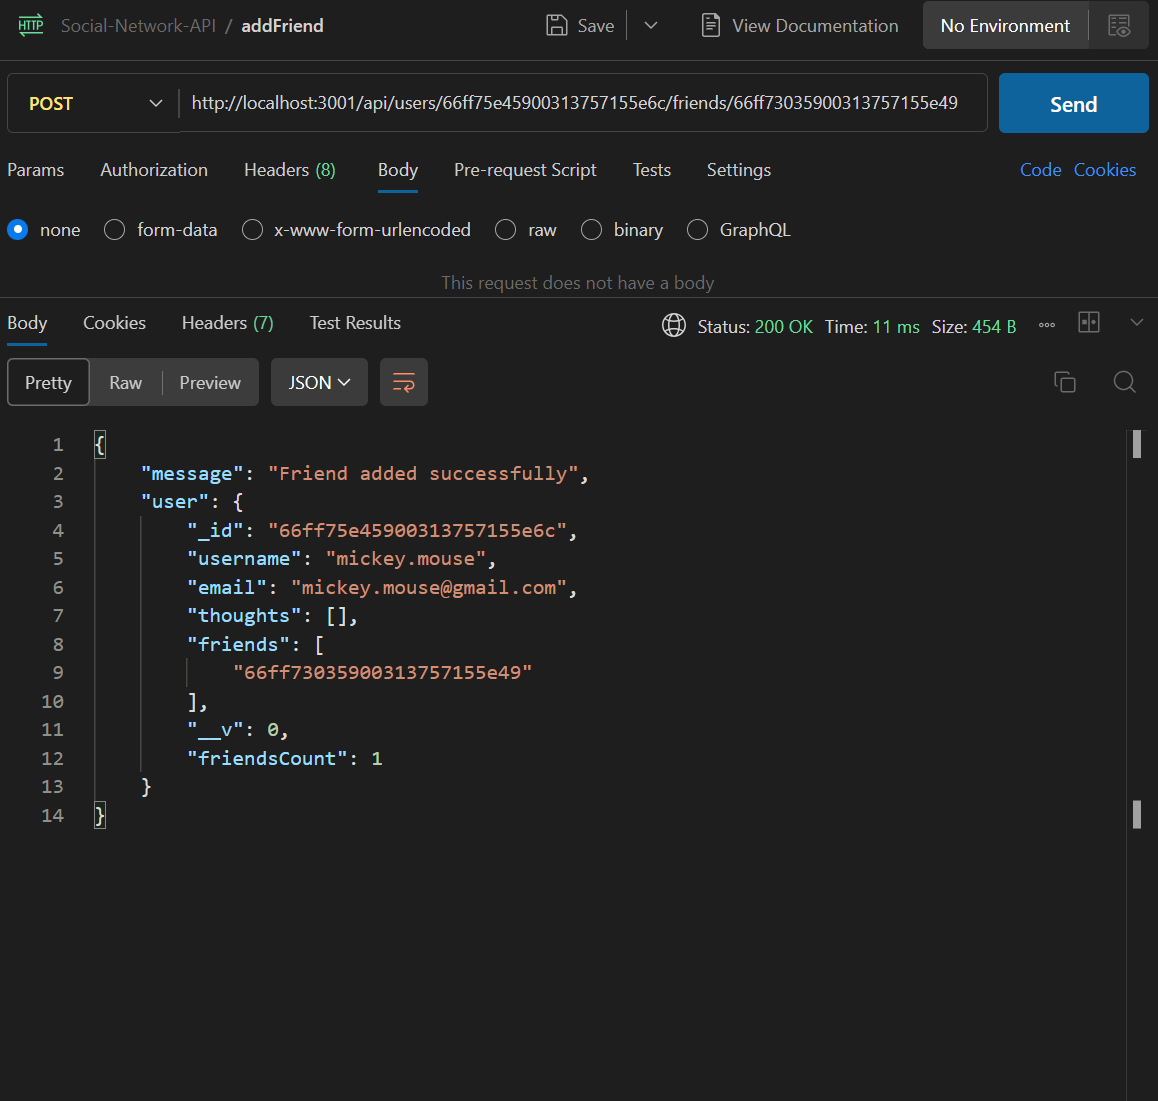 HTTP Social-Network-API / addFriend Save View Documentation No Environment
POST http://localhost:3001/api/users/66ff75e45900313757155e6c/friends/66ff73035900313757155e49 Send
Params Authorization Headers (8) Body Pre-request Script Tests Settings Code Cookies
none form-data x-www-form-urlencoded raw binary GraphQL
This request does not have a body
Body Cookies Headers (7) Test Results Status: 200 OK Time: 11 ms Size: 454 B
Pretty Raw Preview JSON
1 {
2 "message": "Friend added successfully",
3 "user": {
4 "_id": "66ff75e45900313757155e6c",
5 "username": "mickey.mouse",
6 "email": "mickey.mouse@gmail.com",
7 "thoughts": [],
8 "friends": [
9 "66ff73035900313757155e49"
10 ],
11 "__v": 0,
12 "friendsCount": 1
13 }
14 }